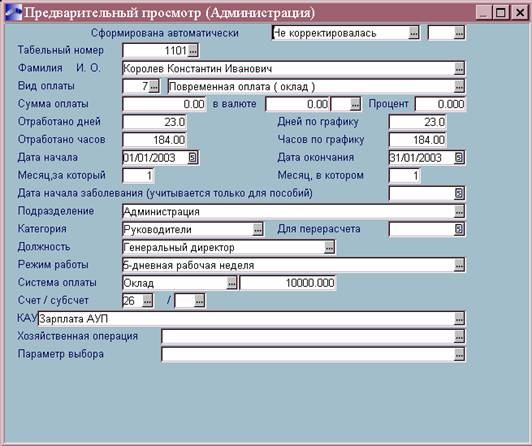 Предварительный просмотр (Администрация)
Сформирована автоматически Не корректировалась
Табельный номер 1101
Фамилия И. О. Королев Константин Иванович
Вид оплаты 7 Повременная оплата ( оклад )
Сумма оплаты 0.00 в валюте 0.00 Процент 0.000
Отработано дней 23.0 Дней по графику 23.0
Отработано часов 184.00 Часов по графику 184.00
Дата начала 01/01/2003 Дата окончания 31/01/2003
Месяц,за который 1 Месяц, в котором 1
Дата начала заболевания (учитывается только для пособий)
Подразделение Администрация
Категория Руководители Для перерасчета
Должность Генеральный директор
Режим работы 5-дневная рабочая неделя
Система оплаты Оклад 10000.000
Счет / субсчет 26 /
КАУ Зарплата АУП
Хозяйственная операция
Параметр выбора